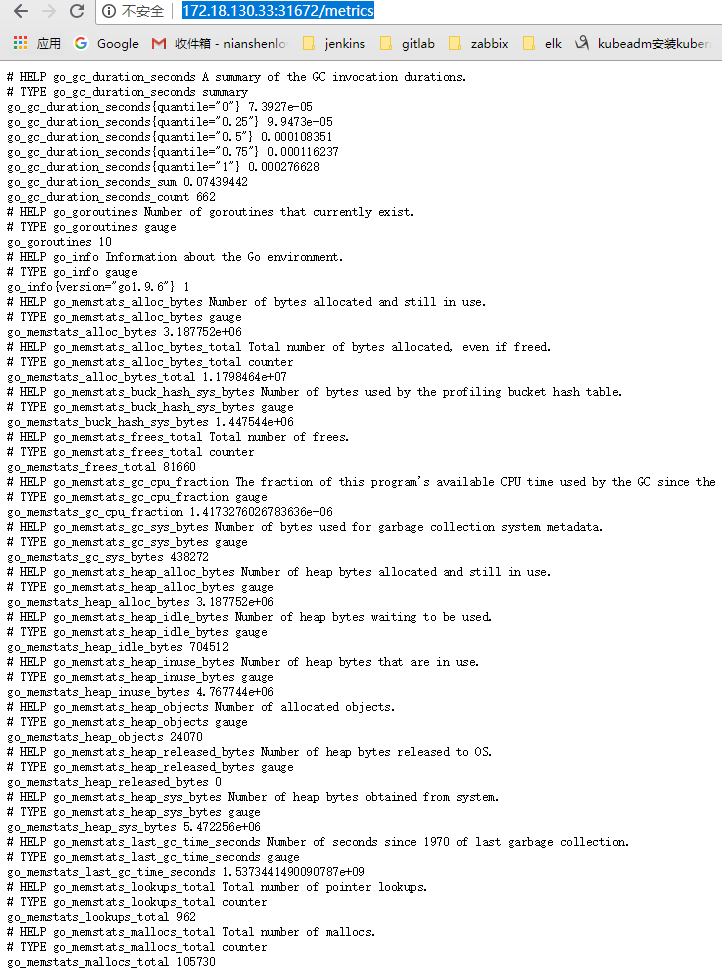 不安全 172.18.130.33:31672/metrics
应用 Google 收件箱 - nianshenlo jenkins gitlab zabbix elk kubeadm安装kubern
# HELP go_gc_duration_seconds A summary of the GC invocation durations.
# TYPE go_gc_duration_seconds summary
go_gc_duration_seconds{quantile="0"} 7.3927e-05
go_gc_duration_seconds{quantile="0.25"} 9.9473e-05
go_gc_duration_seconds{quantile="0.5"} 0.000108351
go_gc_duration_seconds{quantile="0.75"} 0.000116237
go_gc_duration_seconds{quantile="1"} 0.000276628
go_gc_duration_seconds_sum 0.07439442
go_gc_duration_seconds_count 662
# HELP go_goroutines Number of goroutines that currently exist.
# TYPE go_goroutines gauge
go_goroutines 10
# HELP go_info Information about the Go environment.
# TYPE go_info gauge
go_info{version="go1.9.6"} 1
# HELP go_memstats_alloc_bytes Number of bytes allocated and still in use.
# TYPE go_memstats_alloc_bytes gauge
go_memstats_alloc_bytes 3.187752e+06
# HELP go_memstats_alloc_bytes_total Total number of bytes allocated, even if freed.
# TYPE go_memstats_alloc_bytes_total counter
go_memstats_alloc_bytes_total 1.1798464e+07
# HELP go_memstats_buck_hash_sys_bytes Number of bytes used by the profiling bucket hash table.
# TYPE go_memstats_buck_hash_sys_bytes gauge
go_memstats_buck_hash_sys_bytes 1.447544e+06
# HELP go_memstats_frees_total Total number of frees.
# TYPE go_memstats_frees_total counter
go_memstats_frees_total 81660
# HELP go_memstats_gc_cpu_fraction The fraction of this program's available CPU time used by the GC since the
# TYPE go_memstats_gc_cpu_fraction gauge
go_memstats_gc_cpu_fraction 1.4173276026783636e-06
# HELP go_memstats_gc_sys_bytes Number of bytes used for garbage collection system metadata.
# TYPE go_memstats_gc_sys_bytes gauge
go_memstats_gc_sys_bytes 438272
# HELP go_memstats_heap_alloc_bytes Number of heap bytes allocated and still in use.
# TYPE go_memstats_heap_alloc_bytes gauge
go_memstats_heap_alloc_bytes 3.187752e+06
# HELP go_memstats_heap_idle_bytes Number of heap bytes waiting to be used.
# TYPE go_memstats_heap_idle_bytes gauge
go_memstats_heap_idle_bytes 704512
# HELP go_memstats_heap_inuse_bytes Number of heap bytes that are in use.
# TYPE go_memstats_heap_inuse_bytes gauge
go_memstats_heap_inuse_bytes 4.767744e+06
# HELP go_memstats_heap_objects Number of allocated objects.
# TYPE go_memstats_heap_objects gauge
go_memstats_heap_objects 24070
# HELP go_memstats_heap_released_bytes Number of heap bytes released to OS.
# TYPE go_memstats_heap_released_bytes gauge
go_memstats_heap_released_bytes 0
# HELP go_memstats_heap_sys_bytes Number of heap bytes obtained from system.
# TYPE go_memstats_heap_sys_bytes gauge
go_memstats_heap_sys_bytes 5.472256e+06
# HELP go_memstats_last_gc_time_seconds Number of seconds since 1970 of last garbage collection.
# TYPE go_memstats_last_gc_time_seconds gauge
go_memstats_last_gc_time_seconds 1.5373441490090787e+09
# HELP go_memstats_lookups_total Total number of pointer lookups.
# TYPE go_memstats_lookups_total counter
go_memstats_lookups_total 962
# HELP go_memstats_mallocs_total Total number of mallocs.
# TYPE go_memstats_mallocs_total counter
go_memstats_mallocs_total 105730